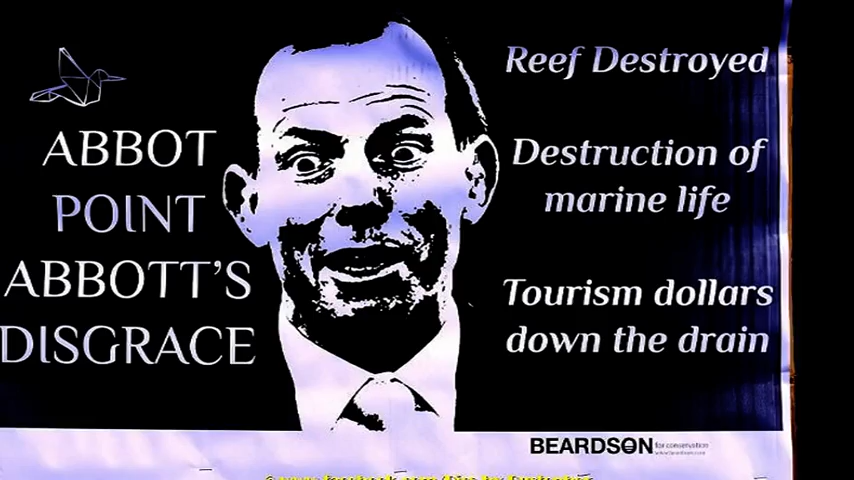 ABBOT
POINT
ABBOTT'S
DISGRACE
Reef Destroyed
Destruction of
marine life
Tourism dollars
down the drain
BEARDSON
for conservation